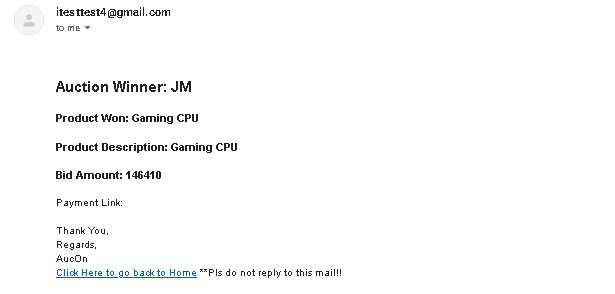 itesttest4@gmail.com
to me
Auction Winner: JM
Product Won: Gaming CPU
Product Description: Gaming CPU
Bid Amount: 146410
Payment Link:
Thank You,
Regards,
AucOn
Click Here to go back to Home **Pls do not reply to this mail!!